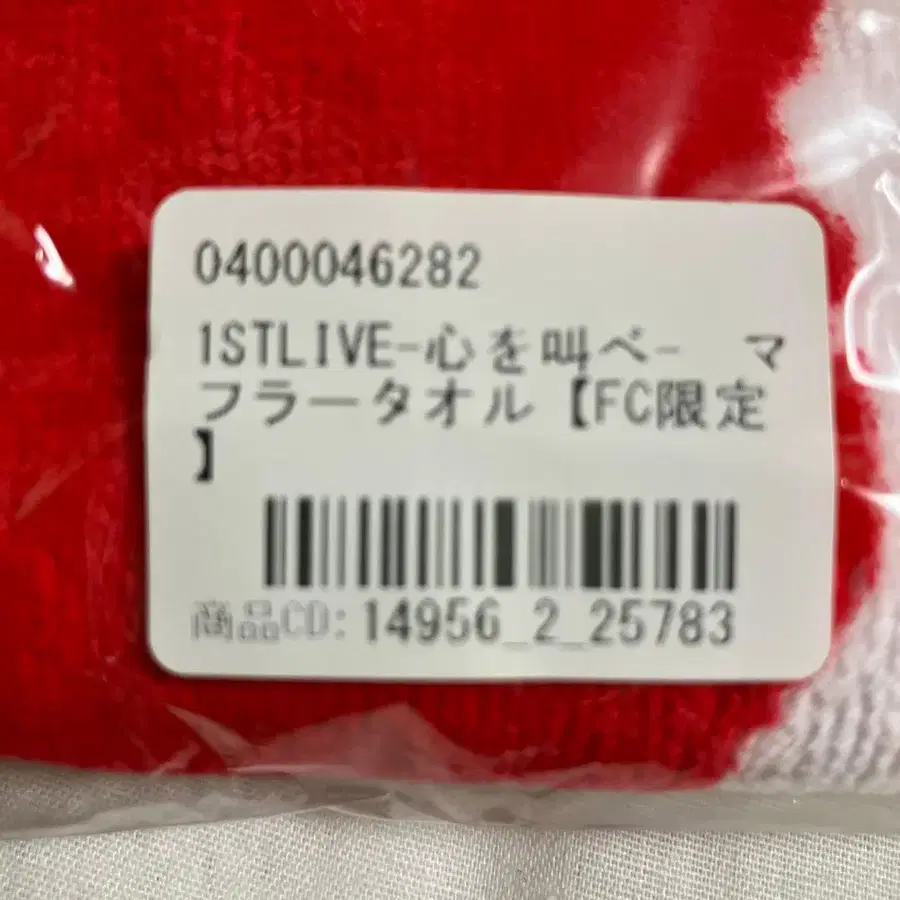 0400046282
1STLIVE-心を叫べ-　マ
フラータオル【FC限定
】
商品CD:14956_2_25783